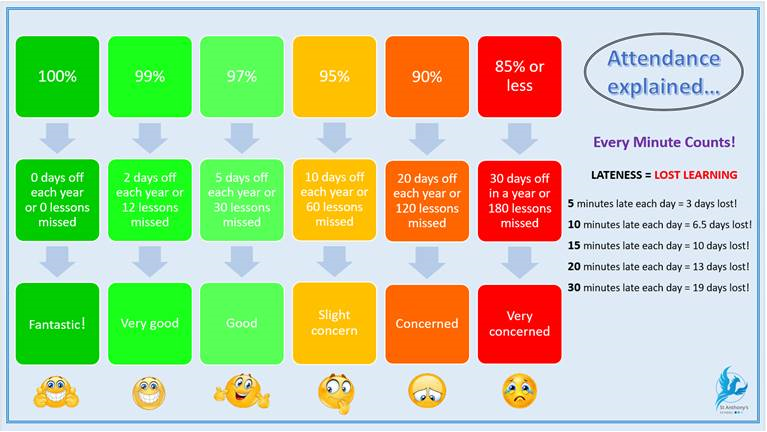 100%
99%
97%
95%
90%
85% or
less
Attendance
explained...
Every Minute Counts!
LATENESS = LOST LEARNING
5 minutes late each day = 3 days lost!
10 minutes late each day = 6.5 days lost!
15 minutes late each day = 10 days lost!
20 minutes late each day = 13 days lost!
30 minutes late each day = 19 days lost!
0 days off
each year
or 0 lessons
missed
2 days off
each year or
12 lessons
missed
5 days off
each year or
30 lessons
missed
10 days off
each year or
60 lessons
missed
20 days off
each year or
120 lessons
missed
30 days off
in a year or
180 lessons
missed
Fantastic!
Very good
Good
Slight
concern
Concerned
Very
concerned
St Anthony's